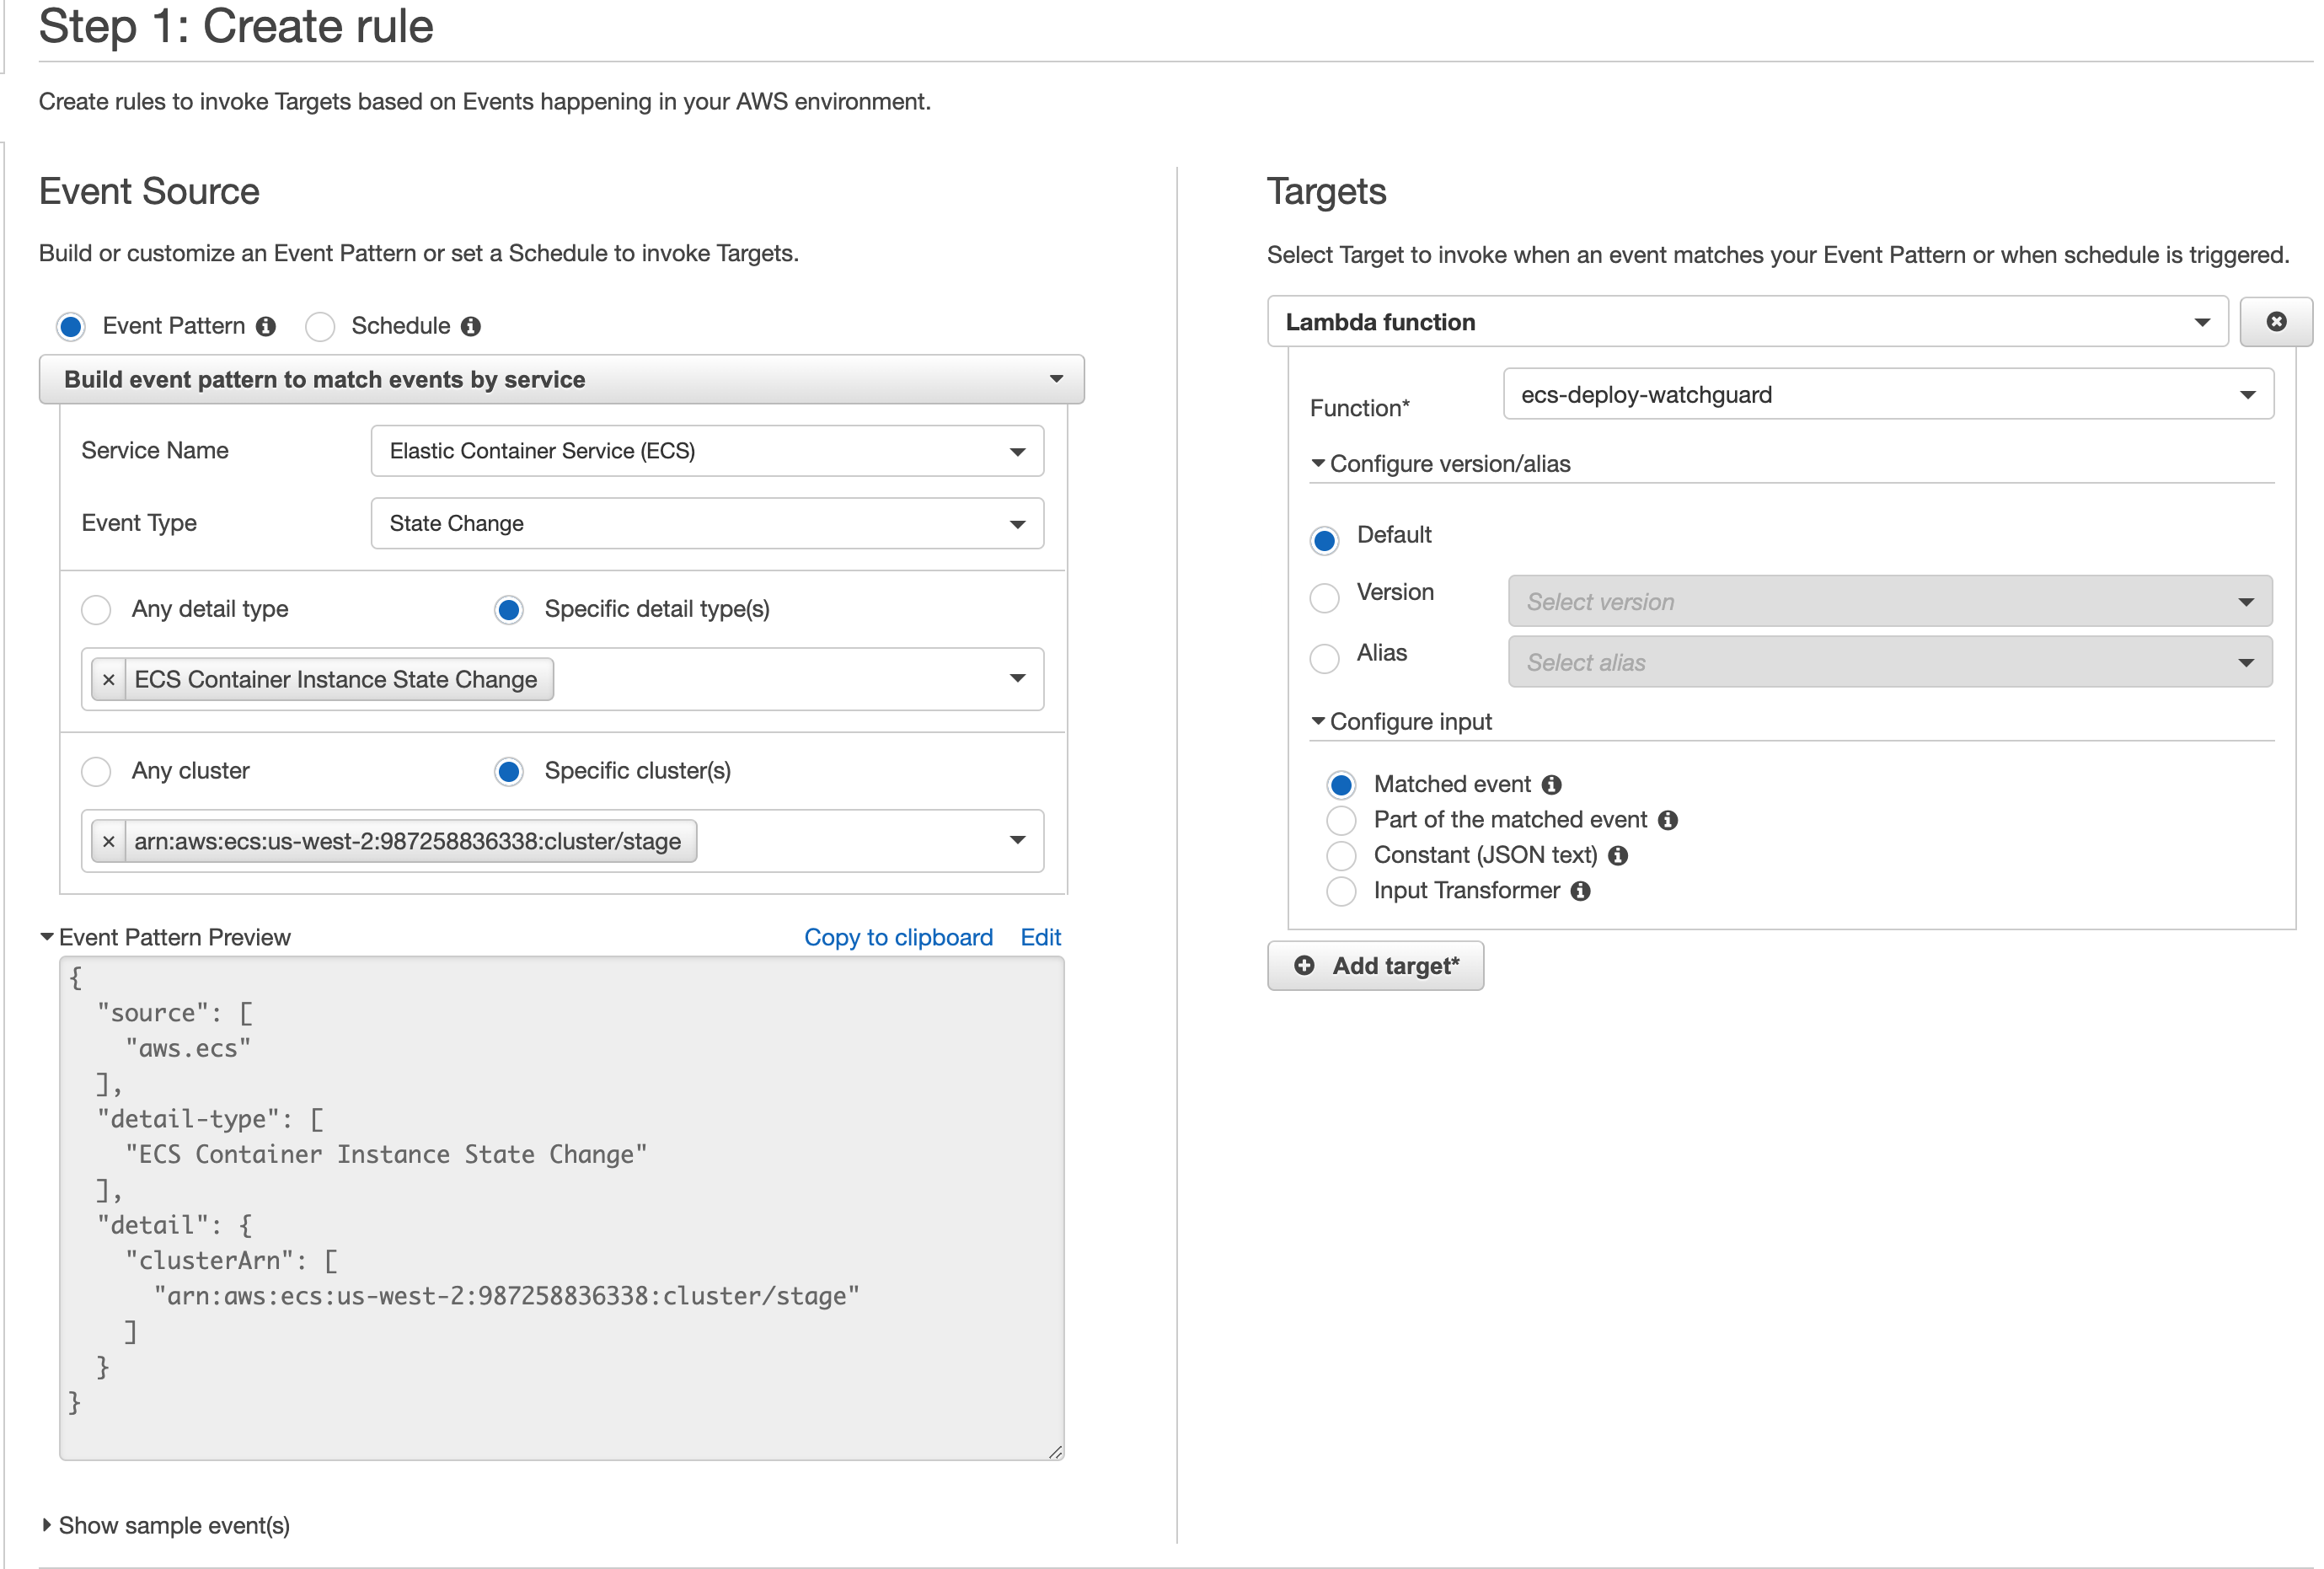 Step 1: Create rule
Create rules to invoke Targets based on Events happening in your AWS environment.
Event Source
Build or customize an Event Pattern or set a Schedule to invoke Targets.
Event Pattern
Schedule
Build event pattern to match events by service
Service Name
Elastic Container Service (ECS)
Event Type
State Change
Any detail type
Specific detail type(s)
× ECS Container Instance State Change
Any cluster
Specific cluster(s)
× arn:aws:ecs:us-west-2:987258836338:cluster/stage
Event Pattern Preview
Copy to clipboard
Edit
{
"source": [
"aws.ecs"
],
"detail-type": [
"ECS Container Instance State Change"
],
"detail": {
"clusterArn": [
"arn:aws:ecs:us-west-2:987258836338:cluster/stage"
]
}
}
Show sample event(s)
Targets
Select Target to invoke when an event matches your Event Pattern or when schedule is triggered.
Lambda function
Function*
ecs-deploy-watchguard
Configure version/alias
Default
Version
Select version
Alias
Select alias
Configure input
Matched event
Part of the matched event
Constant (JSON text)
Input Transformer
Add target*